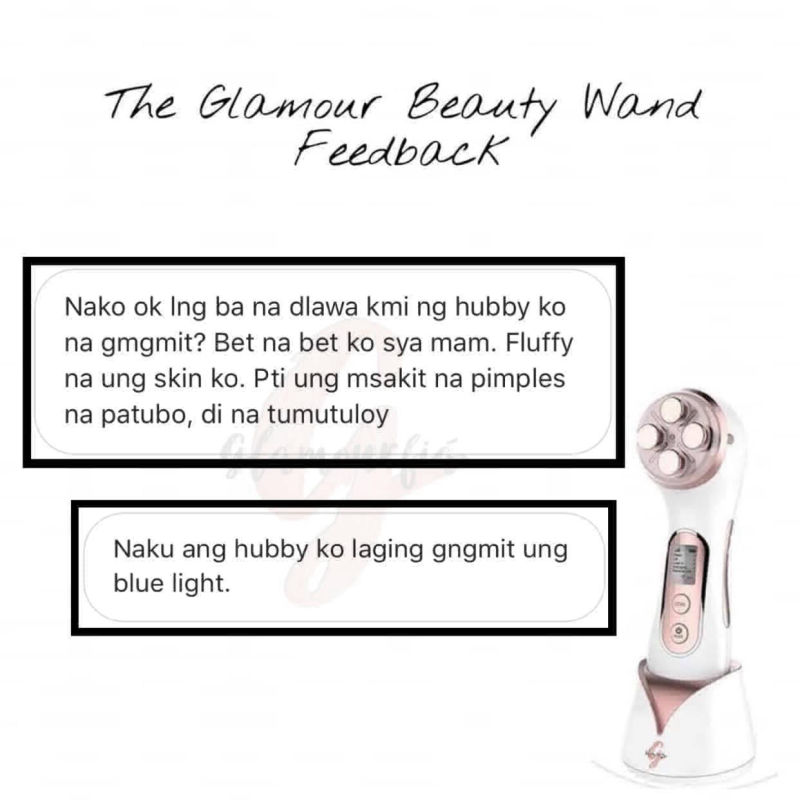 The Glamour Beauty Wand
Feedback
Nako ok lng ba na dlawa kmi ng hubby ko
na gmgmit? Bet na bet ko sya mam. Fluffy
na ung skin ko. Pti ung msakit na pimples
na patubo, di na tumutuloy
Glamourfiá
Naku ang hubby ko laging gngmit ung
blue light.